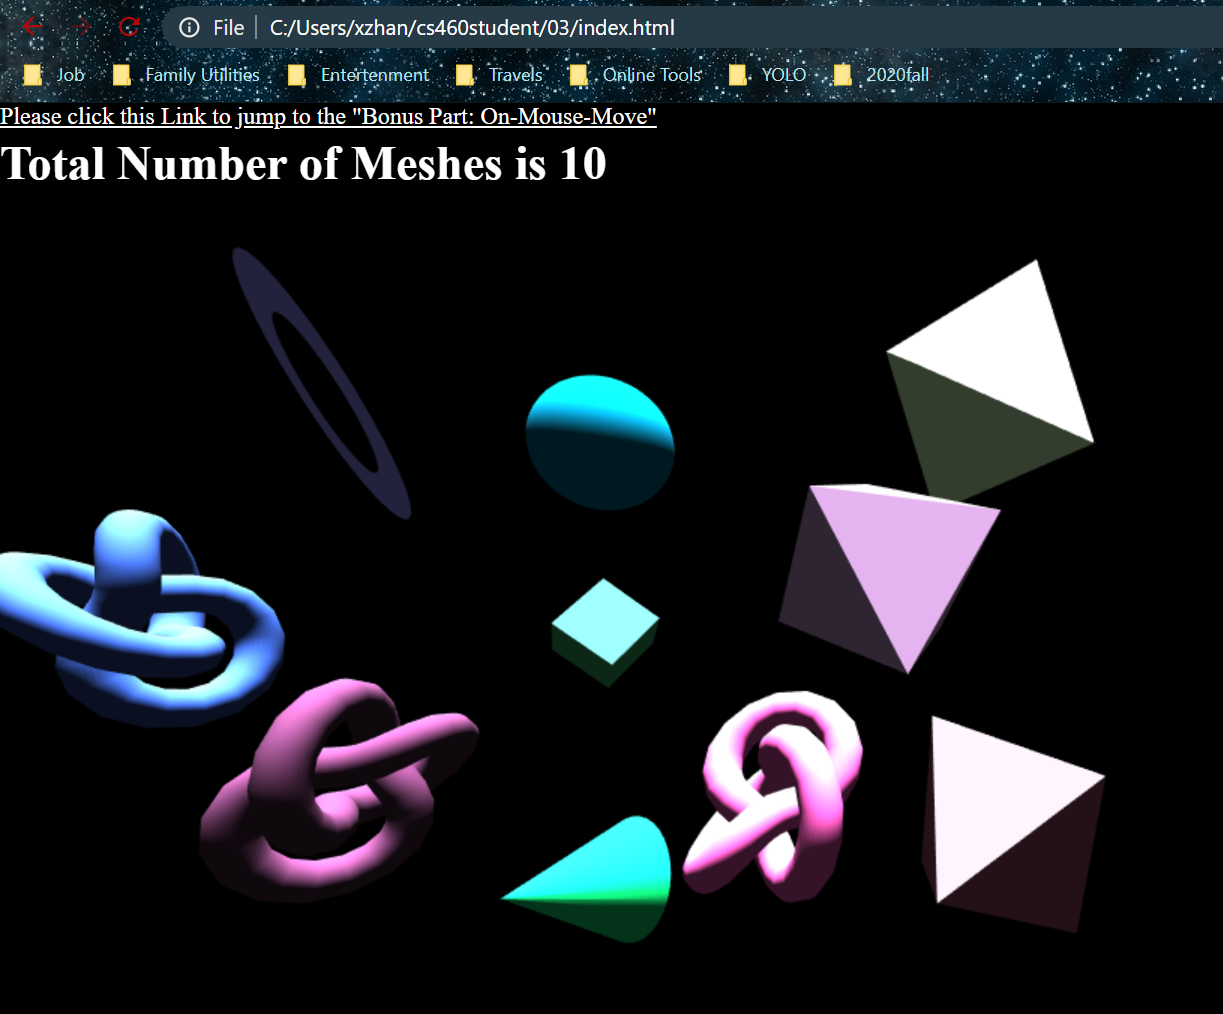 File C:/Users/xzhan/cs460student/03/index.html
Job Family Utilities Entertenment Travels Online Tools YOLO 2020fall
Please click this Link to jump to the "Bonus Part: On-Mouse-Move"
Total Number of Meshes is 10